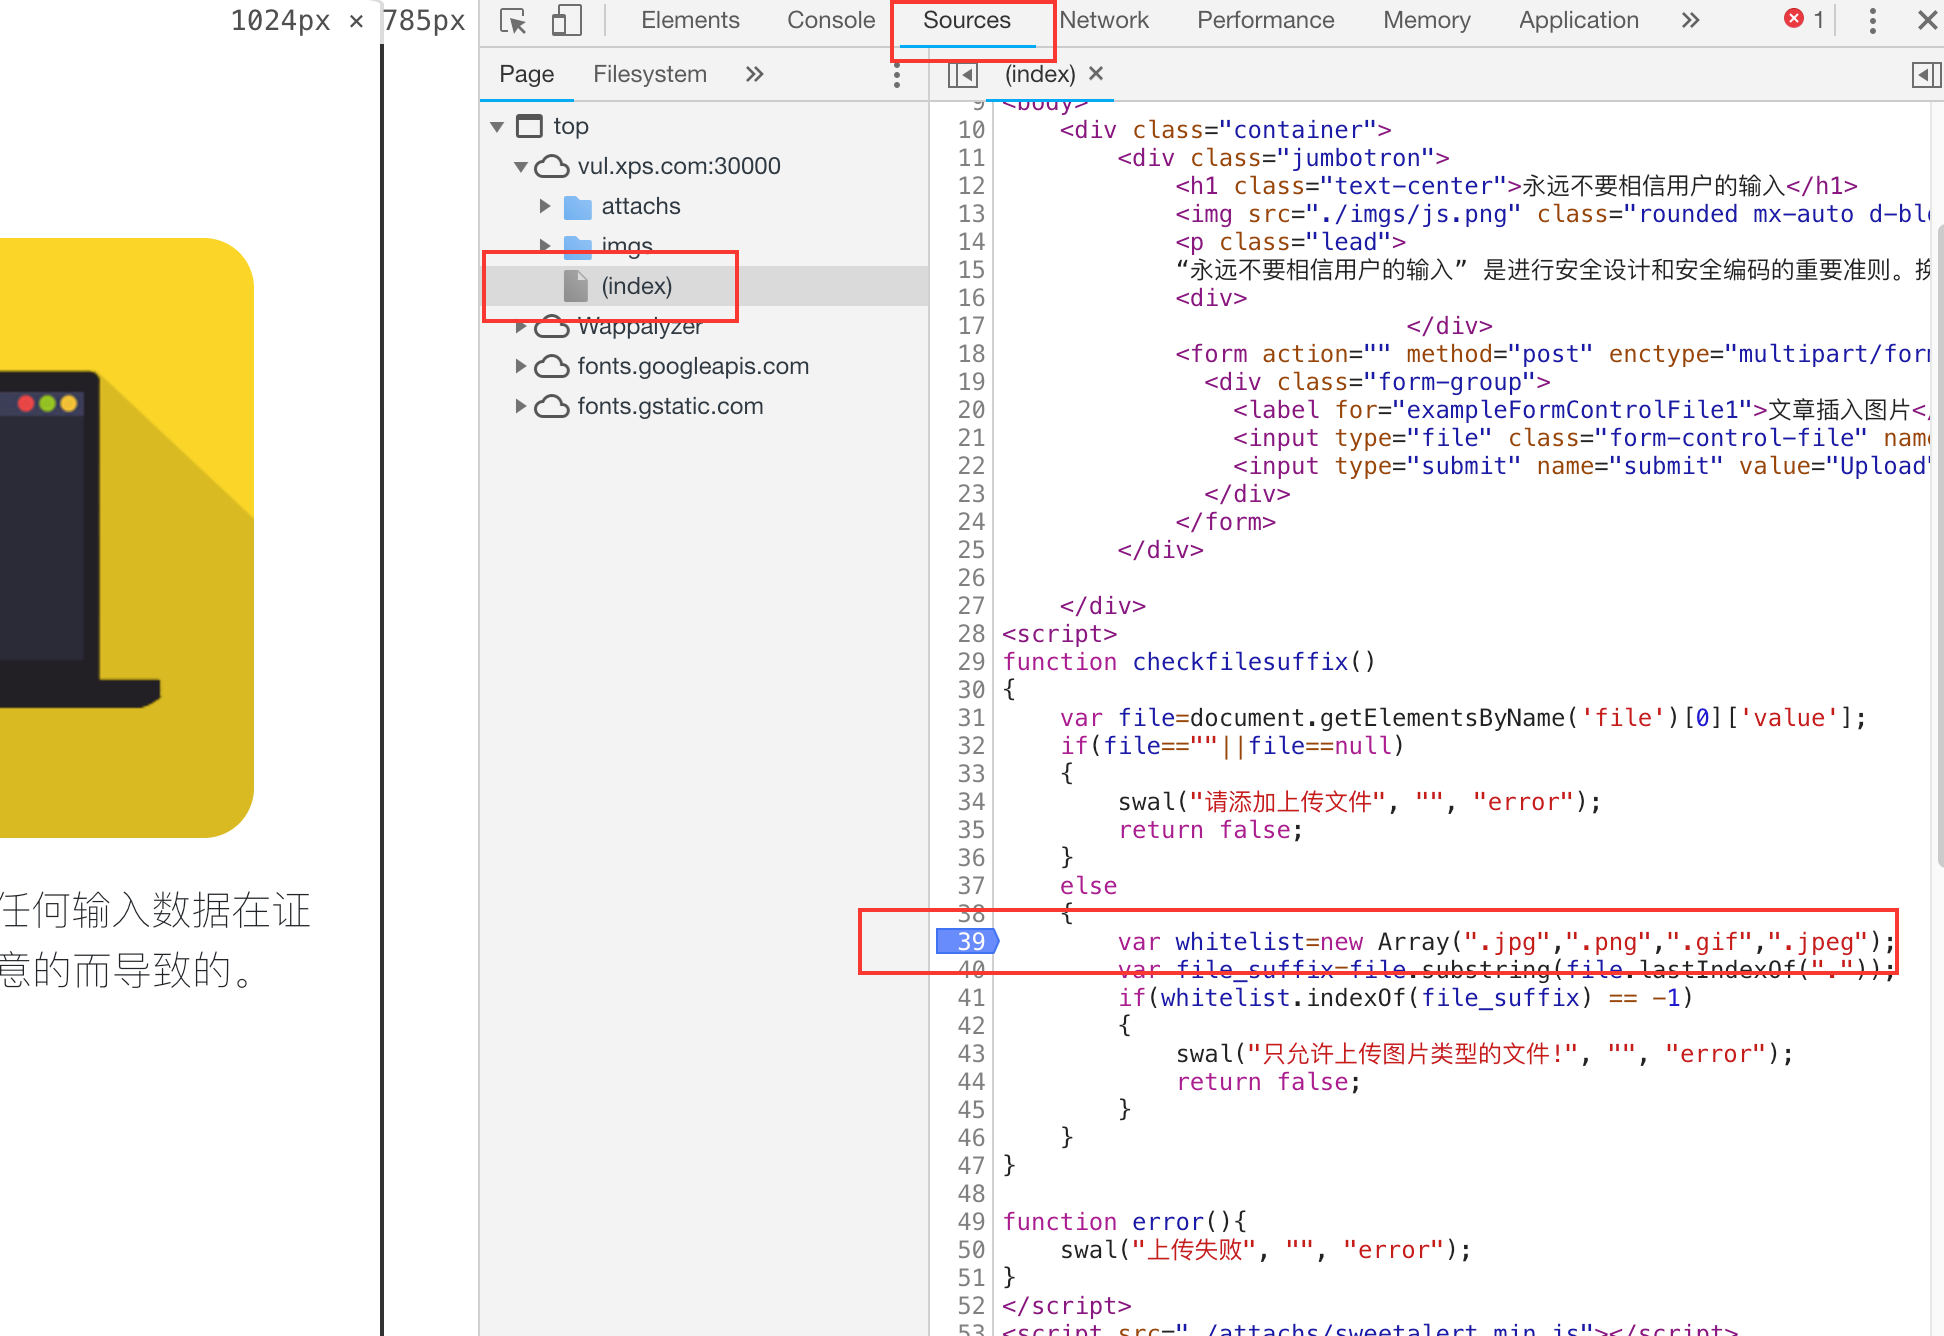 1024px × 785px
任何输入数据在证
意的而导致的。
Elements Console Sources Network Performance Memory Application » 1
Page Filesystem »
top
vul.xps.com:30000
attachs
imgs
(index)
Wappalyzer
fonts.googleapis.com
fonts.gstatic.com
(index) ×
9 <body>
10 <div class="container">
11 <div class="jumbotron">
12 <h1 class="text-center">永远不要相信用户的输入</h1>
13 <img src="./imgs/js.png" class="rounded mx-auto d-blo
14 <p class="lead">
15 “永远不要相信用户的输入” 是进行安全设计和安全编码的重要准则。换
16 <div>
17 </div>
18 <form action="" method="post" enctype="multipart/form
19 <div class="form-group">
20 <label for="exampleFormControlFile1">文章插入图片</
21 <input type="file" class="form-control-file" name
22 <input type="submit" name="submit" value="Upload"
23 </div>
24 </form>
25 </div>
26
27 </div>
28 <script>
29 function checkfilesuffix()
30 {
31 var file=document.getElementsByName('file')[0]['value'];
32 if(file==""||file==null)
33 {
34 swal("请添加上传文件", "", "error");
35 return false;
36 }
37 else
38 {
39 var whitelist=new Array(".jpg",".png",".gif",".jpeg");
40 var file_suffix=file.substring(file.lastIndexOf("."));
41 if(whitelist.indexOf(file_suffix) == -1)
42 {
43 swal("只允许上传图片类型的文件!", "", "error");
44 return false;
45 }
46 }
47 }
48
49 function error(){
50 swal("上传失败", "", "error");
51 }
52 </script>
53 <script src="./attachs/sweetalert.min.js"></script>